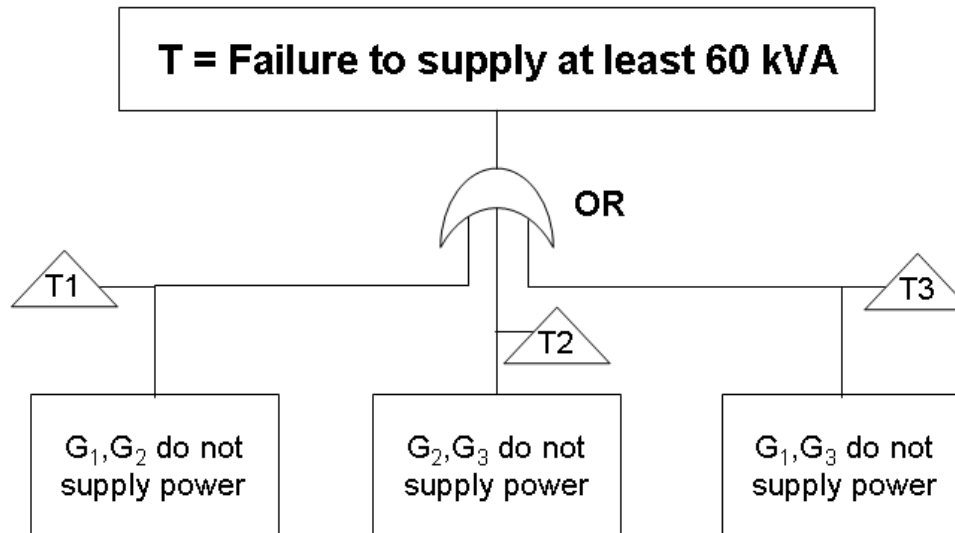 T = Failure to supply at least 60 kVA
OR
T1
T2
T3
G₁,G₂ do not
supply power
G₂,G₃ do not
supply power
G₁,G₃ do not
supply power